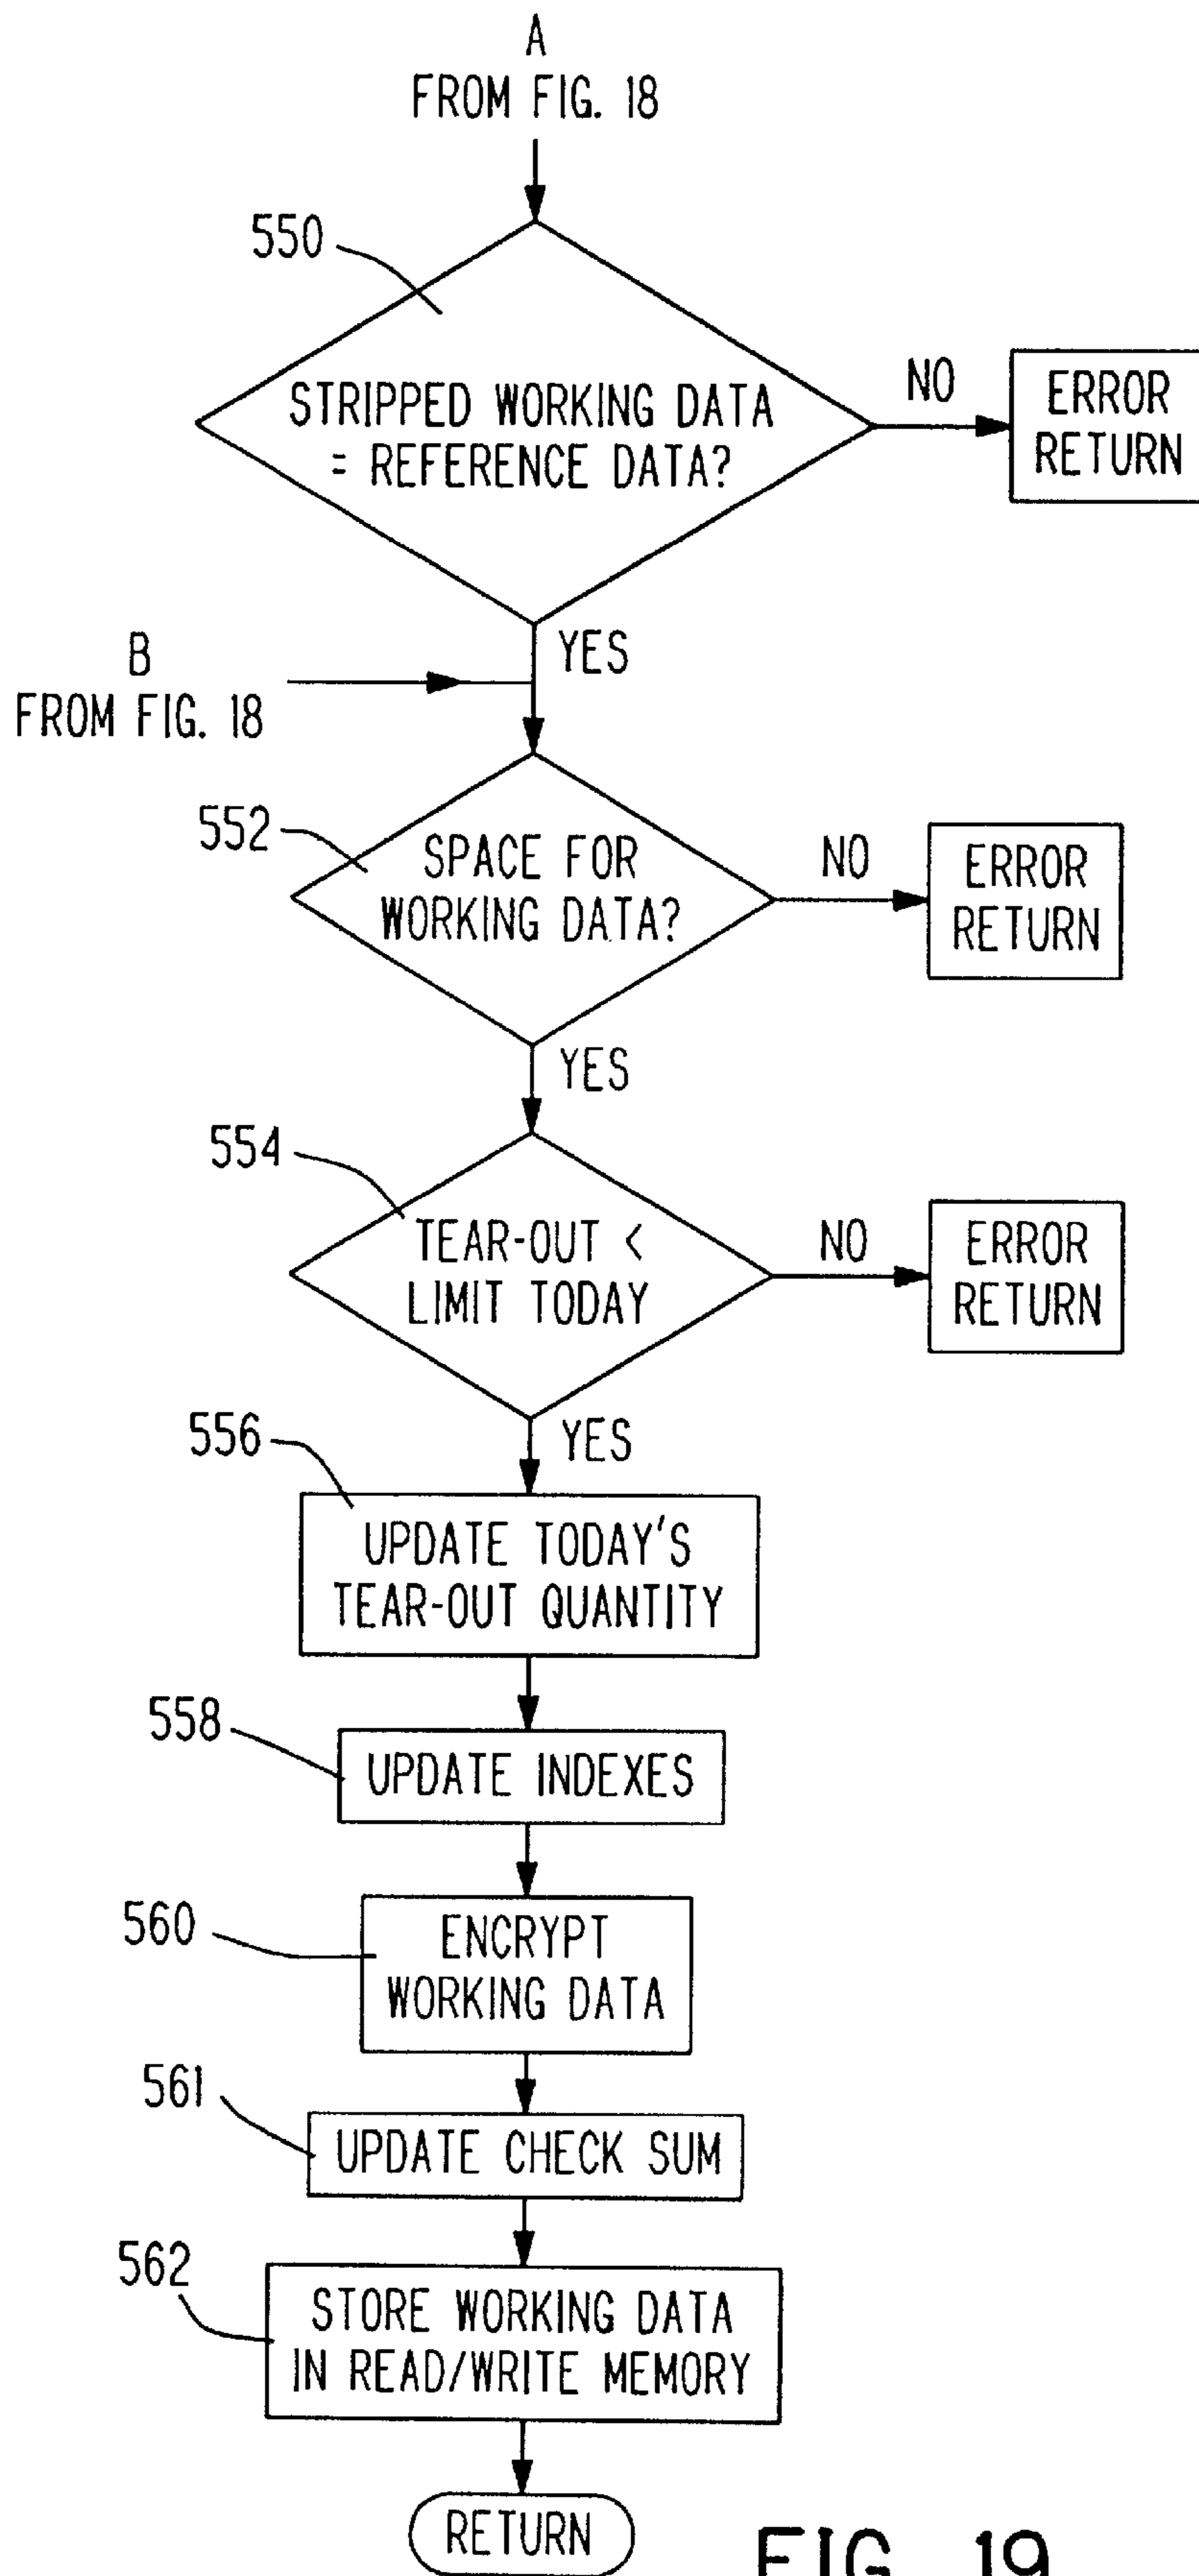 A
FROM FIG. 18
550
STRIPPED WORKING DATA
= REFERENCE DATA?
NO
ERROR
RETURN
YES
B
FROM FIG. 18
552
SPACE FOR
WORKING DATA?
NO
ERROR
RETURN
YES
554
TEAR-OUT <
LIMIT TODAY
NO
ERROR
RETURN
YES
556
UPDATE TODAY'S
TEAR-OUT QUANTITY
558
UPDATE INDEXES
560
ENCRYPT
WORKING DATA
561
UPDATE CHECK SUM
562
STORE WORKING DATA
IN READ/WRITE MEMORY
RETURN
FIG. 19